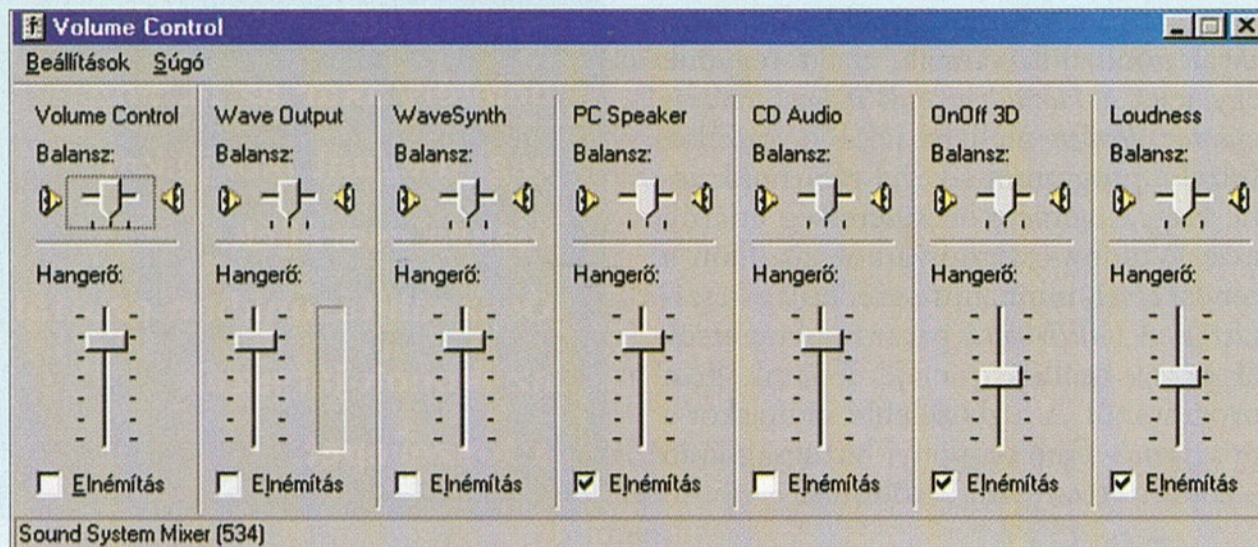 Volume Control
Beállítások Súgó
Volume Control Wave Output WaveSynth PC Speaker CD Audio OnOff 3D Loudness
Balansz: Balansz: Balansz: Balansz: Balansz: Balansz: Balansz:
Hangerő: Hangerő: Hangerő: Hangerő: Hangerő: Hangerő: Hangerő:
Elnémítás Elnémítás Elnémítás Elnémítás Elnémítás Elnémítás Elnémítás
Sound System Mixer (534)